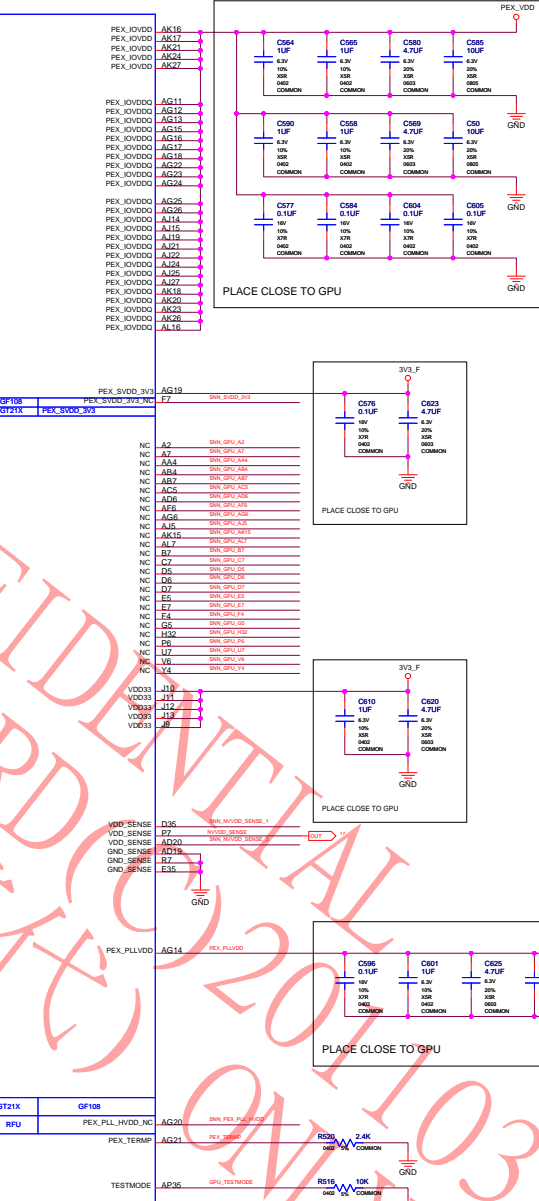 PEX_VDD
PEX_IOVDD AK16
PEX_IOVDD AK17
PEX_IOVDD AK21
PEX_IOVDD AK24
PEX_IOVDD AK27
C564 1UF 6.3V 10% X5R 0402 COMMON
C565 1UF 6.3V 10% X5R 0402 COMMON
C580 4.7UF 6.3V 20% X5R 0603 COMMON
C585 10UF 6.3V 20% X5R 0805 COMMON
GND
PEX_IOVDDQ AG11
PEX_IOVDDQ AG12
PEX_IOVDDQ AG13
PEX_IOVDDQ AG15
PEX_IOVDDQ AG16
PEX_IOVDDQ AG17
PEX_IOVDDQ AG18
PEX_IOVDDQ AG22
PEX_IOVDDQ AG23
PEX_IOVDDQ AG24
C590 1UF 6.3V 10% X5R 0402 COMMON
C558 1UF 6.3V 10% X5R 0402 COMMON
C569 4.7UF 6.3V 20% X5R 0603 COMMON
C50 10UF 6.3V 20% X5R 0805 COMMON
GND
PEX_IOVDDQ AG25
PEX_IOVDDQ AG26
PEX_IOVDDQ AJ14
PEX_IOVDDQ AJ15
PEX_IOVDDQ AJ19
PEX_IOVDDQ AJ21
PEX_IOVDDQ AJ22
PEX_IOVDDQ AJ24
PEX_IOVDDQ AJ25
PEX_IOVDDQ AJ27
PEX_IOVDDQ AK18
PEX_IOVDDQ AK20
PEX_IOVDDQ AK23
PEX_IOVDDQ AK26
PEX_IOVDDQ AL16
C577 0.1UF 16V 10% X7R 0402 COMMON
C584 0.1UF 16V 10% X7R 0402 COMMON
C604 0.1UF 16V 10% X7R 0402 COMMON
C605 0.1UF 16V 10% X7R 0402 COMMON
GND
PLACE CLOSE TO GPU
3V3_F
PEX_SVDD_3V3 AG19
GF108 PEX_SVDD_3V3_NC F7 SNN_SVDD_3V3
GT21X PEX_SVDD_3V3
C576 0.1UF 16V 10% X7R 0402 COMMON
C623 4.7UF 6.3V 20% X5R 0603 COMMON
GND
PLACE CLOSE TO GPU
NC A2 SNN_GPU_A2
NC A7 SNN_GPU_A7
NC AA4 SNN_GPU_AA4
NC AB4 SNN_GPU_AB4
NC AB7 SNN_GPU_AB7
NC AC5 SNN_GPU_AC5
NC AD6 SNN_GPU_AD6
NC AF6 SNN_GPU_AF6
NC AG6 SNN_GPU_AG6
NC AJ5 SNN_GPU_AJ5
NC AK15 SNN_GPU_AK15
NC AL7 SNN_GPU_AL7
NC B7 SNN_GPU_B7
NC C7 SNN_GPU_C7
NC D5 SNN_GPU_D5
NC D6 SNN_GPU_D6
NC D7 SNN_GPU_D7
NC E5 SNN_GPU_E5
NC E7 SNN_GPU_E7
NC F4 SNN_GPU_F4
NC G5 SNN_GPU_G5
NC H32 SNN_GPU_H32
NC P6 SNN_GPU_P6
NC U7 SNN_GPU_U7
NC V6 SNN_GPU_V6
NC Y4 SNN_GPU_Y4
3V3_F
VDD33 J10
VDD33 J11
VDD33 J12
VDD33 J13
VDD33 J9
C610 1UF 6.3V 10% X5R 0402 COMMON
C620 4.7UF 6.3V 20% X5R 0603 COMMON
GND
PLACE CLOSE TO GPU
VDD_SENSE D35 SNN_NVVDD_SENSE_1
VDD_SENSE P7 NVVDD_SENSE OUT
VDD_SENSE AD20
GND_SENSE AD19
GND_SENSE R7
GND_SENSE E35
GND
PEX_PLLVDD AG14 PEX_PLLVDD
C596 0.1UF 16V 10% X7R 0402 COMMON
C601 1UF 6.3V 10% X5R 0402 COMMON
C625 4.7UF 6.3V 20% X5R 0603 COMMON
PLACE CLOSE TO GPU
GT21X GF108
RFU PEX_PLL_HVDD_NC AG20 SNN_PEX_PLL_HVDD
PEX_TERMP AG21 PEX_TERMP R520 2.4K 0402 5% COMMON
GND
TESTMODE AP35 GPU_TESTMODE R516 10K 0402 5% COMMON